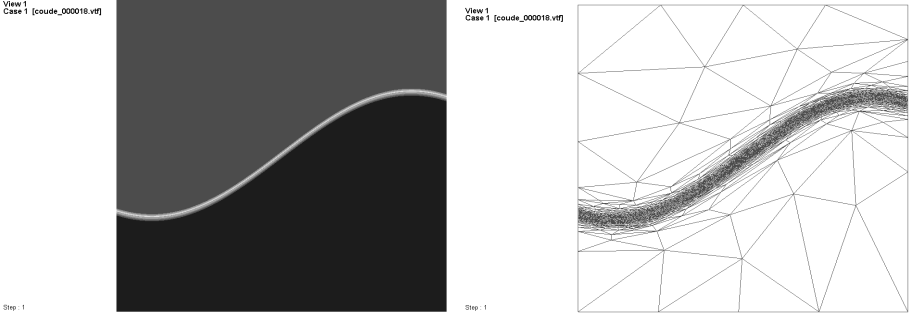 View 1
Case 1 [coude_000018.vtf]
Step : 1
View 1
Case 1 [coude_000018.vtf]
Step : 1